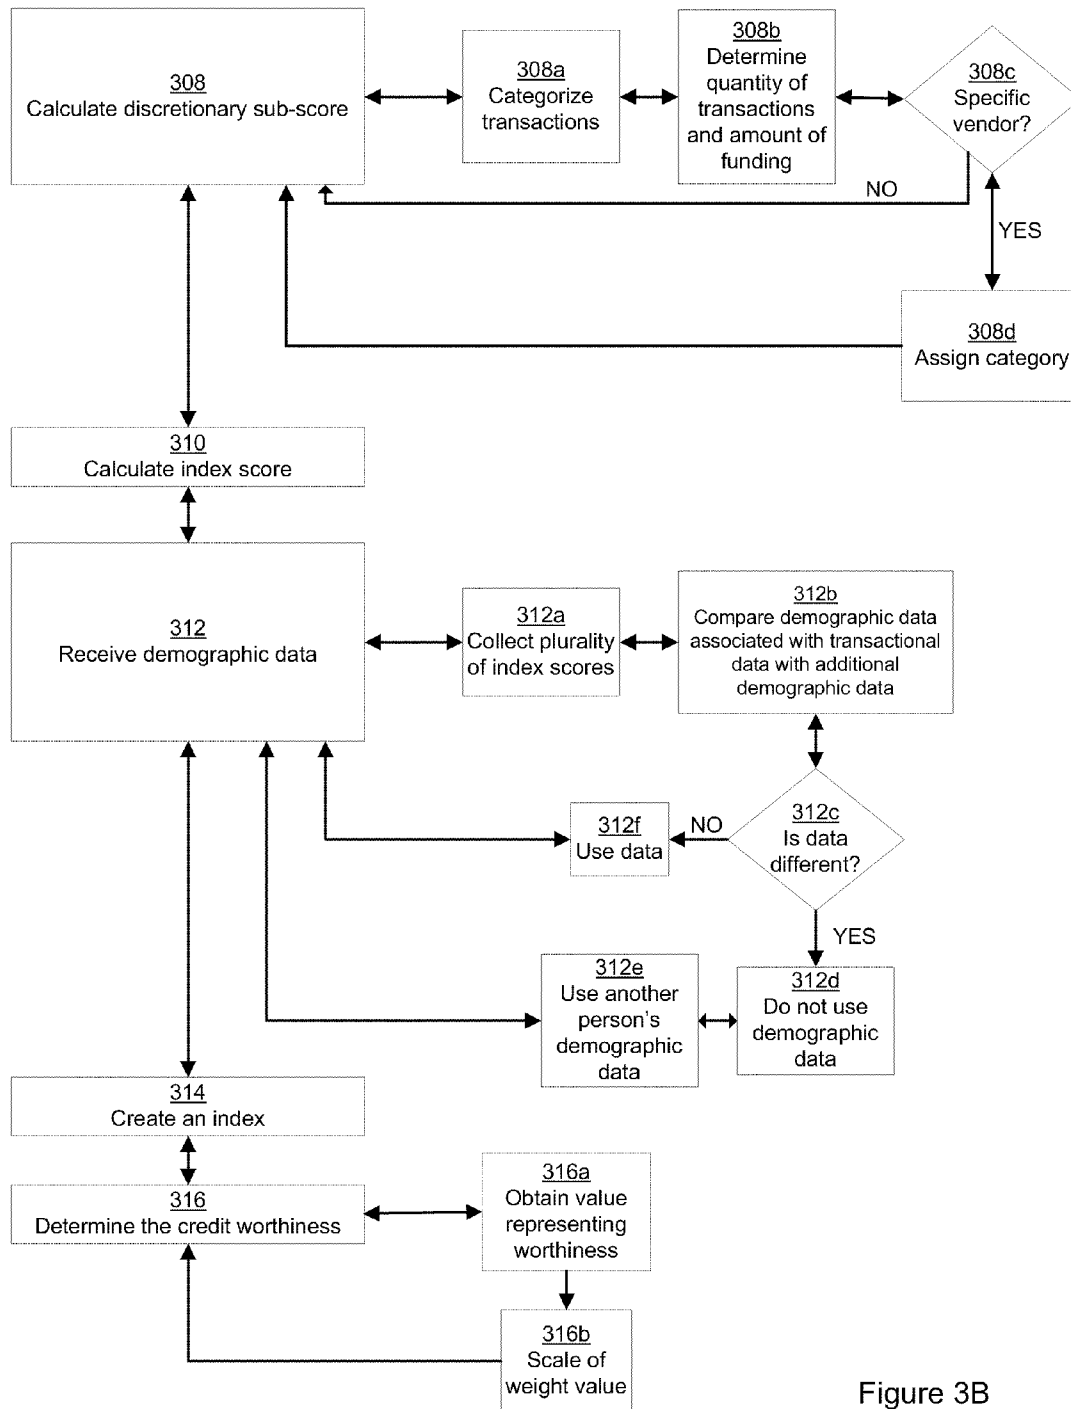 308
Calculate discretionary sub-score
308a
Categorize
transactions
308b
Determine
quantity of
transactions
and amount of
funding
308c
Specific
vendor?
NO
YES
308d
Assign category
310
Calculate index score
312
Receive demographic data
312a
Collect plurality
of index scores
312b
Compare demographic data
associated with transactional
data with additional
demographic data
312c
Is data
different?
NO
312f
Use data
YES
312d
Do not use
demographic
data
312e
Use another
person's
demographic
data
314
Create an index
316
Determine the credit worthiness
316a
Obtain value
representing
worthiness
316b
Scale of
weight value
Figure 3B